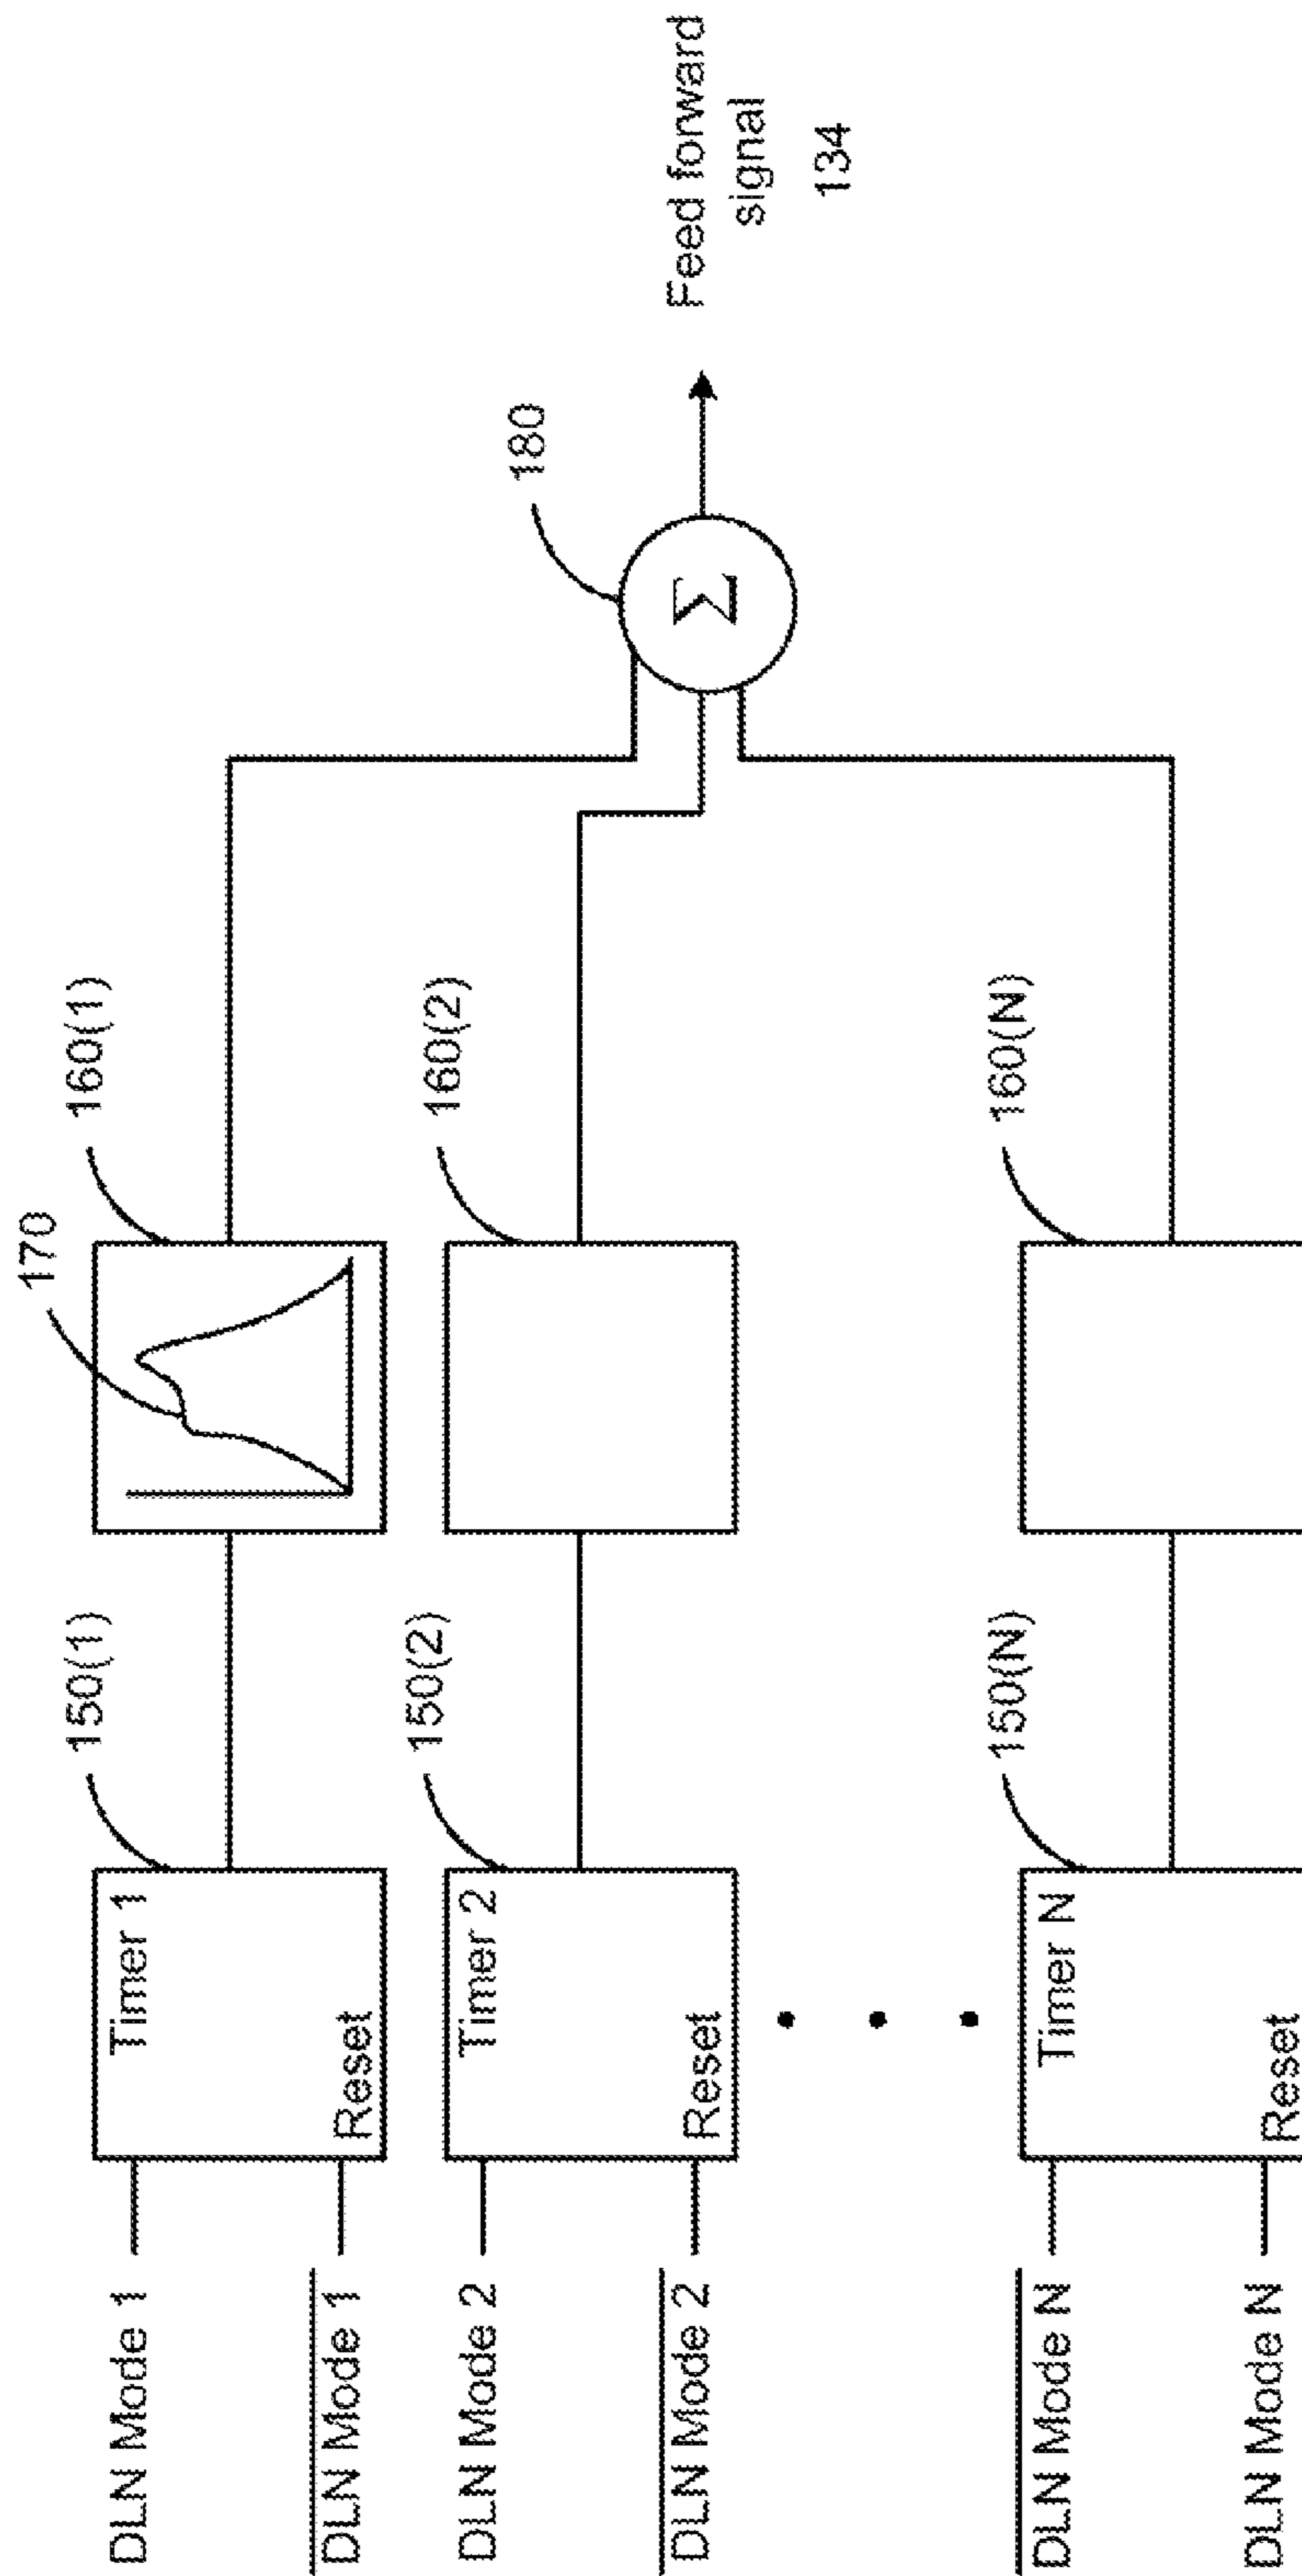 170
150(1)
160(1)
DLN Mode 1
Timer 1
180
DLN Mode 1
Reset
150(2)
160(2)
DLN Mode 2
Timer 2
Σ
Feed forward
signal
134
DLN Mode 2
Reset
150(N)
160(N)
DLN Mode N
Timer N
DLN Mode N
Reset